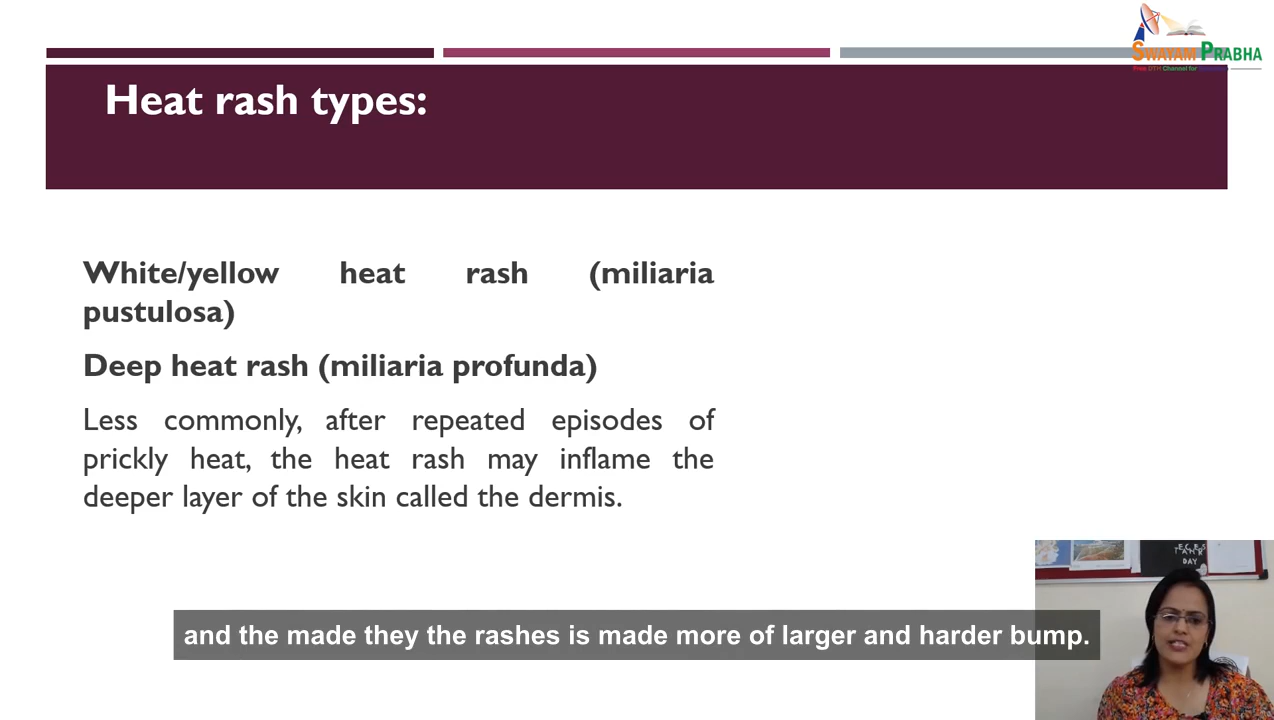 SWAYAM PRABHA
Heat rash types:
White/yellow heat rash (miliaria
pustulosa)
Deep heat rash (miliaria profunda)
Less commonly, after repeated episodes of
prickly heat, the heat rash may inflame the
deeper layer of the skin called the dermis.
DAY
and the made they the rashes is made more of larger and harder bump.